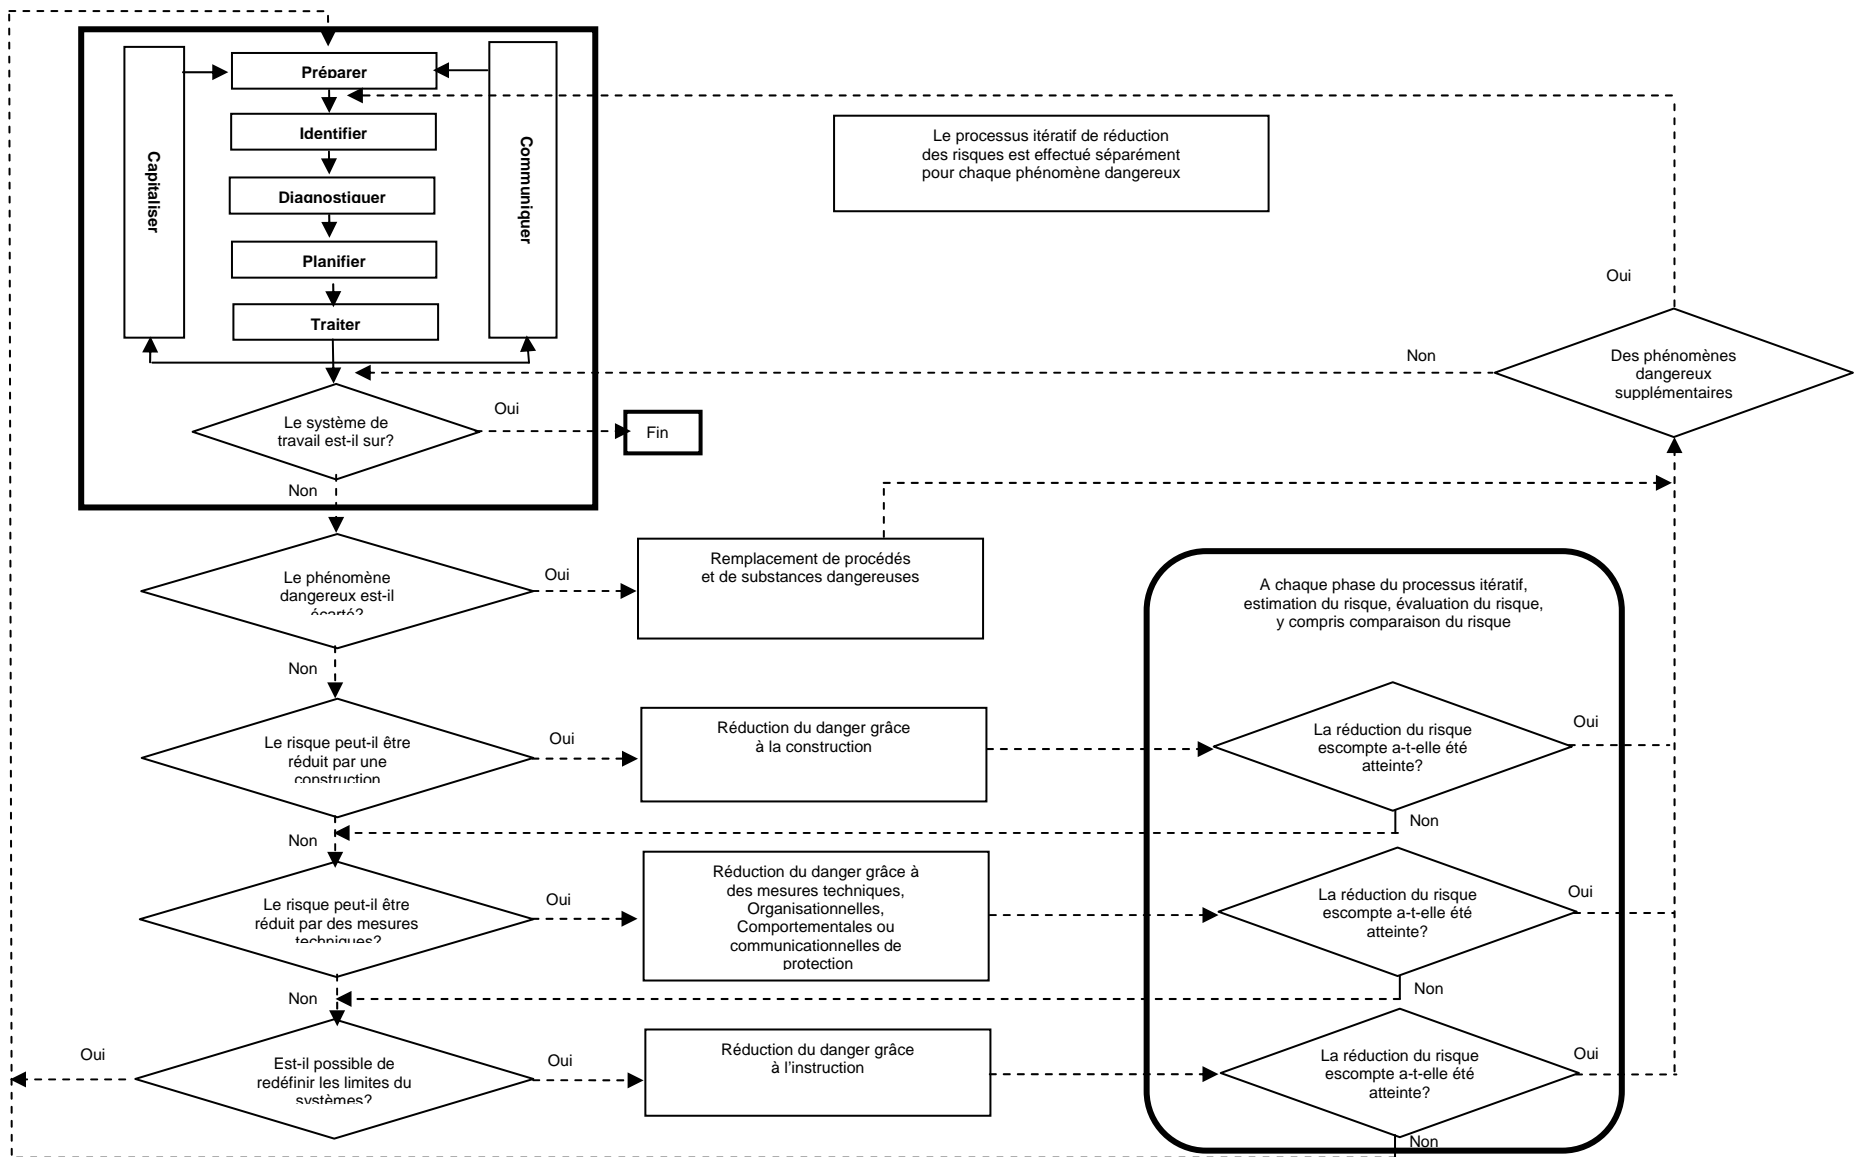 Préparer
Identifier
Diagnostiquer
Planifier
Traiter
Capitaliser
Communiquer
Le processus itératif de réduction
des risques est effectué séparément
pour chaque phénomène dangereux
Oui
Non
Des phénomènes
dangereux
supplémentaires
Le système de
travail est-il sur?
Oui
Fin
Non
Le phénomène
dangereux est-il
écarté?
Oui
Remplacement de procédés
et de substances dangereuses
Non
A chaque phase du processus itératif,
estimation du risque, évaluation du risque,
y compris comparaison du risque
Le risque peut-il être
réduit par une
construction
Oui
Réduction du danger grâce
à la construction
La réduction du risque
escompte a-t-elle été
atteinte?
Oui
Non
Non
Le risque peut-il être
réduit par des mesures
techniques?
Oui
Réduction du danger grâce à
des mesures techniques,
Organisationnelles,
Comportementales ou
communicationnelles de
protection
La réduction du risque
escompte a-t-elle été
atteinte?
Oui
Non
Non
Oui
Est-il possible de
redéfinir les limites du
systèmes?
Oui
Réduction du danger grâce
à l'instruction
La réduction du risque
escompte a-t-elle été
atteinte?
Oui
Non